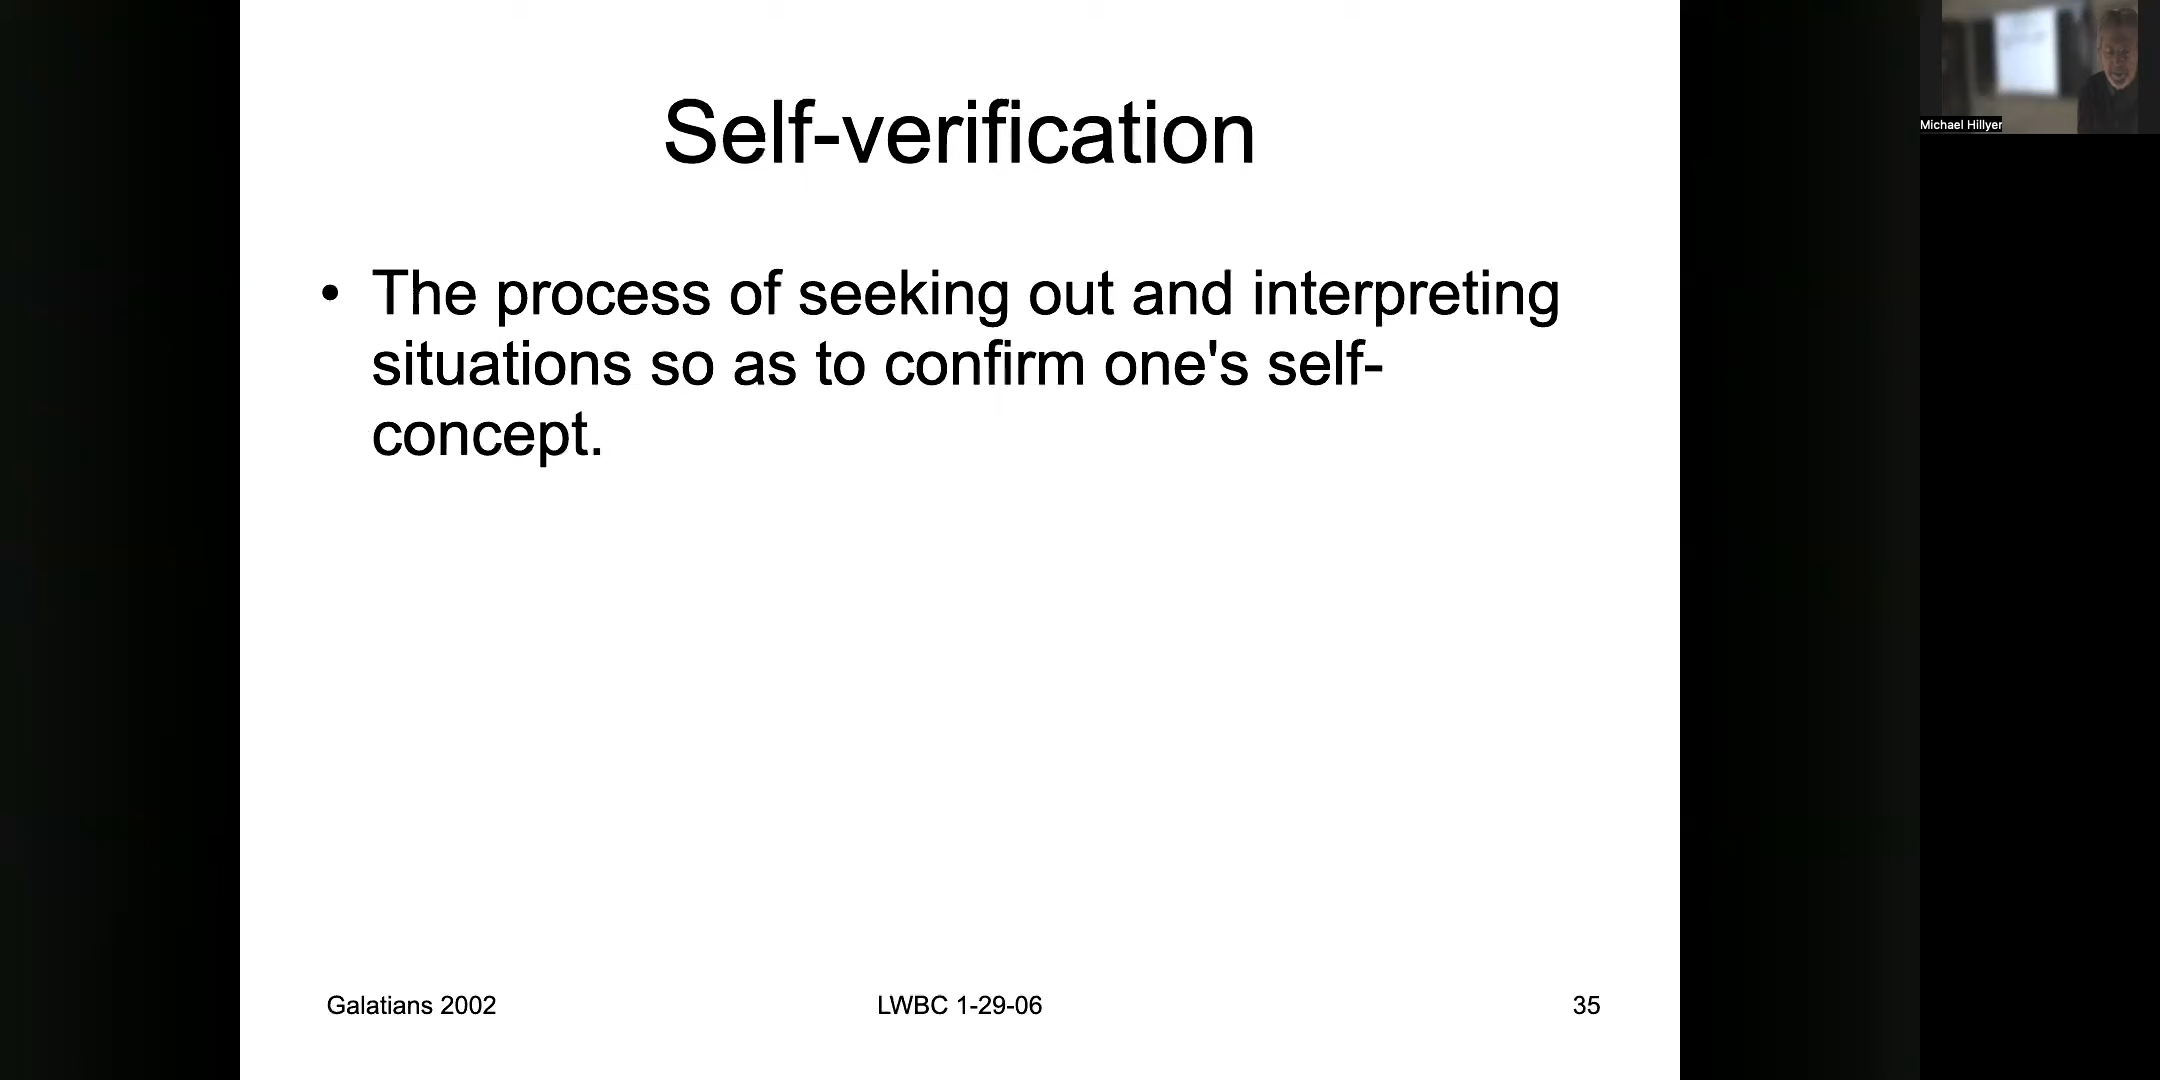 Self-verification
• The process of seeking out and interpreting
situations so as to confirm one's self-
concept.
Galatians 2002
LWBC 1-29-06
35
Michael Hillyer